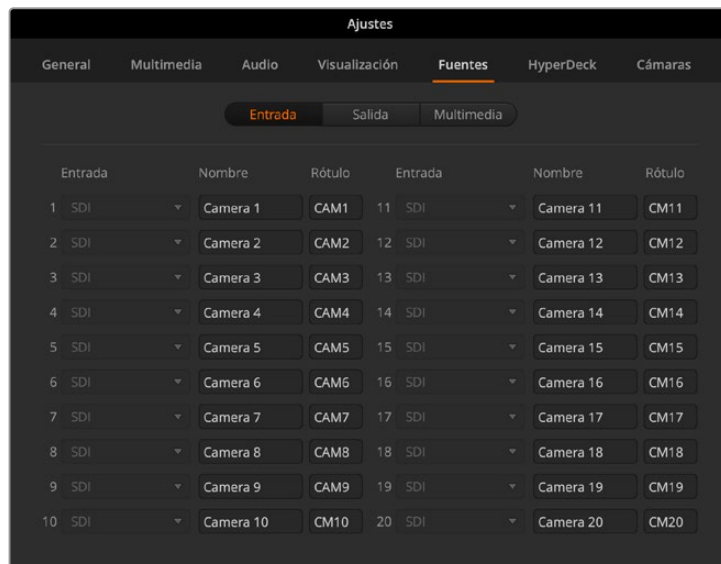 Ajustes
General Multimedia Audio Visualización Fuentes HyperDeck Cámaras
Entrada Salida Multimedia
Entrada Nombre Rótulo Entrada Nombre Rótulo
1 SDI Camera 1 CAM1 11 SDI Camera 11 CM11
2 SDI Camera 2 CAM2 12 SDI Camera 12 CM12
3 SDI Camera 3 CAM3 13 SDI Camera 13 CM13
4 SDI Camera 4 CAM4 14 SDI Camera 14 CM14
5 SDI Camera 5 CAM5 15 SDI Camera 15 CM15
6 SDI Camera 6 CAM6 16 SDI Camera 16 CM16
7 SDI Camera 7 CAM7 17 SDI Camera 17 CM17
8 SDI Camera 8 CAM8 18 SDI Camera 18 CM18
9 SDI Camera 9 CAM9 19 SDI Camera 19 CM19
10 SDI Camera 10 CM10 20 SDI Camera 20 CM20